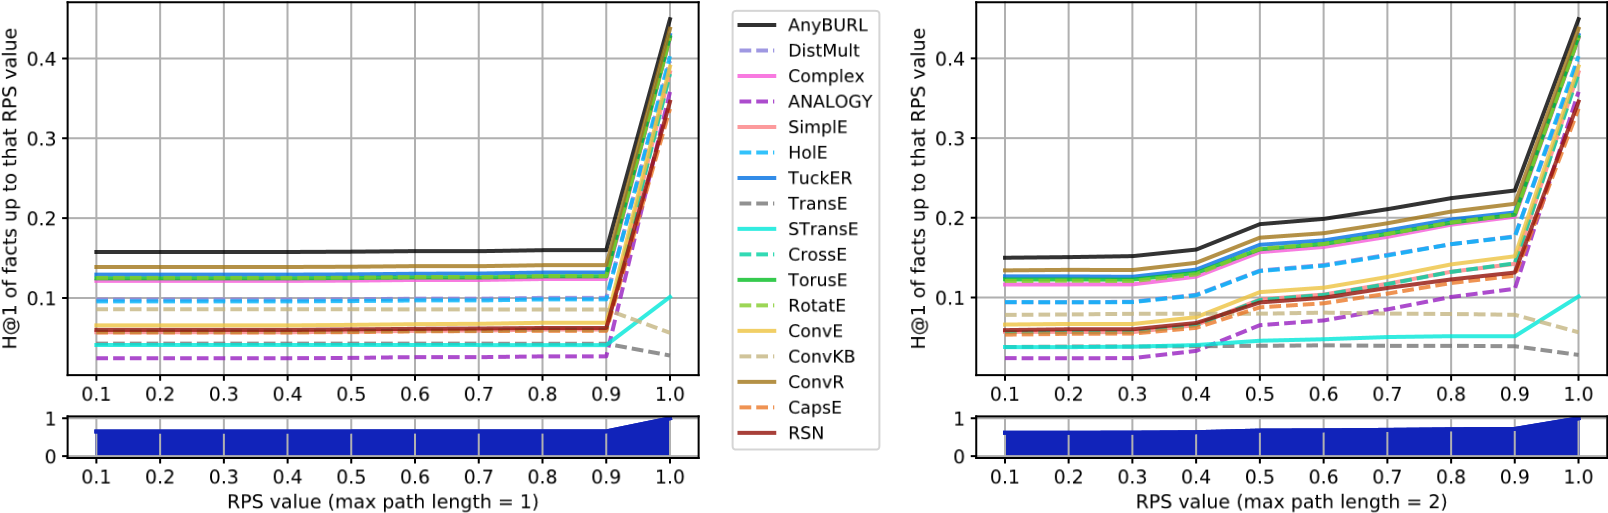 H@1 of facts up to that RPS value
0.4
0.3
0.2
0.1
0.1 0.2 0.3 0.4 0.5 0.6 0.7 0.8 0.9 1.0
1
0
0.1 0.2 0.3 0.4 0.5 0.6 0.7 0.8 0.9 1.0
RPS value (max path length = 1)
AnyBURL
DistMult
Complex
ANALOGY
SimplE
HolE
TuckER
TransE
STransE
CrossE
TorusE
RotatE
ConvE
ConvKB
ConvR
CapsE
RSN
H@1 of facts up to that RPS value
0.4
0.3
0.2
0.1
0.1 0.2 0.3 0.4 0.5 0.6 0.7 0.8 0.9 1.0
1
0
0.1 0.2 0.3 0.4 0.5 0.6 0.7 0.8 0.9 1.0
RPS value (max path length = 2)